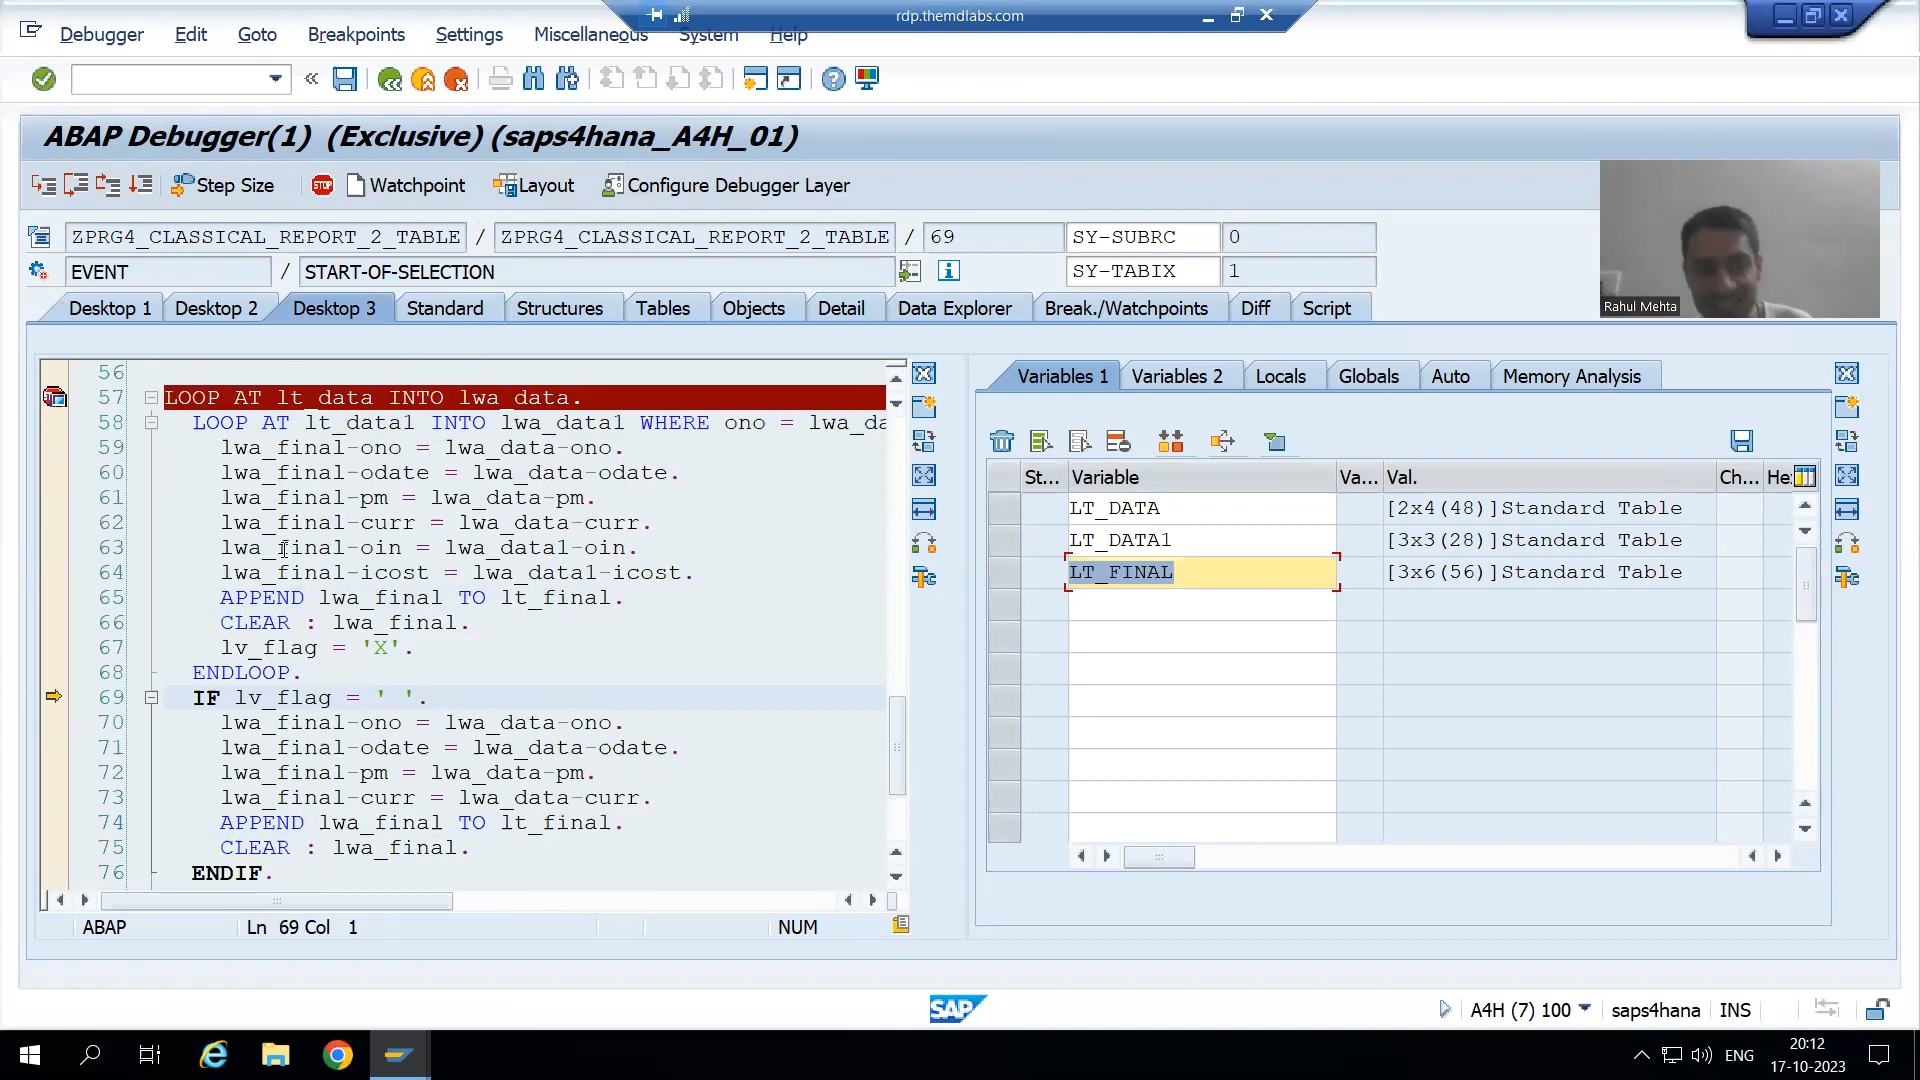 rdp.themdlabs.com
Debugger Edit Goto Breakpoints Settings Miscellaneous System Help
ABAP Debugger(1) (Exclusive) (saps4hana_A4H_01)
Step Size STOP Watchpoint Layout Configure Debugger Layer
ZPRG4_CLASSICAL_REPORT_2_TABLE / ZPRG4_CLASSICAL_REPORT_2_TABLE / 69 SY-SUBRC 0
EVENT / START-OF-SELECTION SY-TABIX 1
Rahul Mehta
Desktop 1 Desktop 2 Desktop 3 Standard Structures Tables Objects Detail Data Explorer Break./Watchpoints Diff Script
56
57 LOOP AT lt_data INTO lwa_data.
58 LOOP AT lt_data1 INTO lwa_data1 WHERE ono = lwa_da
59 lwa_final-ono = lwa_data-ono.
60 lwa_final-odate = lwa_data-odate.
61 lwa_final-pm = lwa_data-pm.
62 lwa_final-curr = lwa_data-curr.
63 lwa_final-oin = lwa_data1-oin.
64 lwa_final-icost = lwa_data1-icost.
65 APPEND lwa_final TO lt_final.
66 CLEAR : lwa_final.
67 lv_flag = 'X'.
68 ENDLOOP.
69 IF lv_flag = ' '.
70 lwa_final-ono = lwa_data-ono.
71 lwa_final-odate = lwa_data-odate.
72 lwa_final-pm = lwa_data-pm.
73 lwa_final-curr = lwa_data-curr.
74 APPEND lwa_final TO lt_final.
75 CLEAR : lwa_final.
76 ENDIF.
ABAP Ln 69 Col 1 NUM
Variables 1 Variables 2 Locals Globals Auto Memory Analysis
St... Variable Va... Val. Ch... He
LT_DATA [2x4(48)]Standard Table
LT_DATA1 [3x3(28)]Standard Table
LT_FINAL [3x6(56)]Standard Table
SAP A4H (7) 100 saps4hana INS
ENG 20:12
17-10-2023